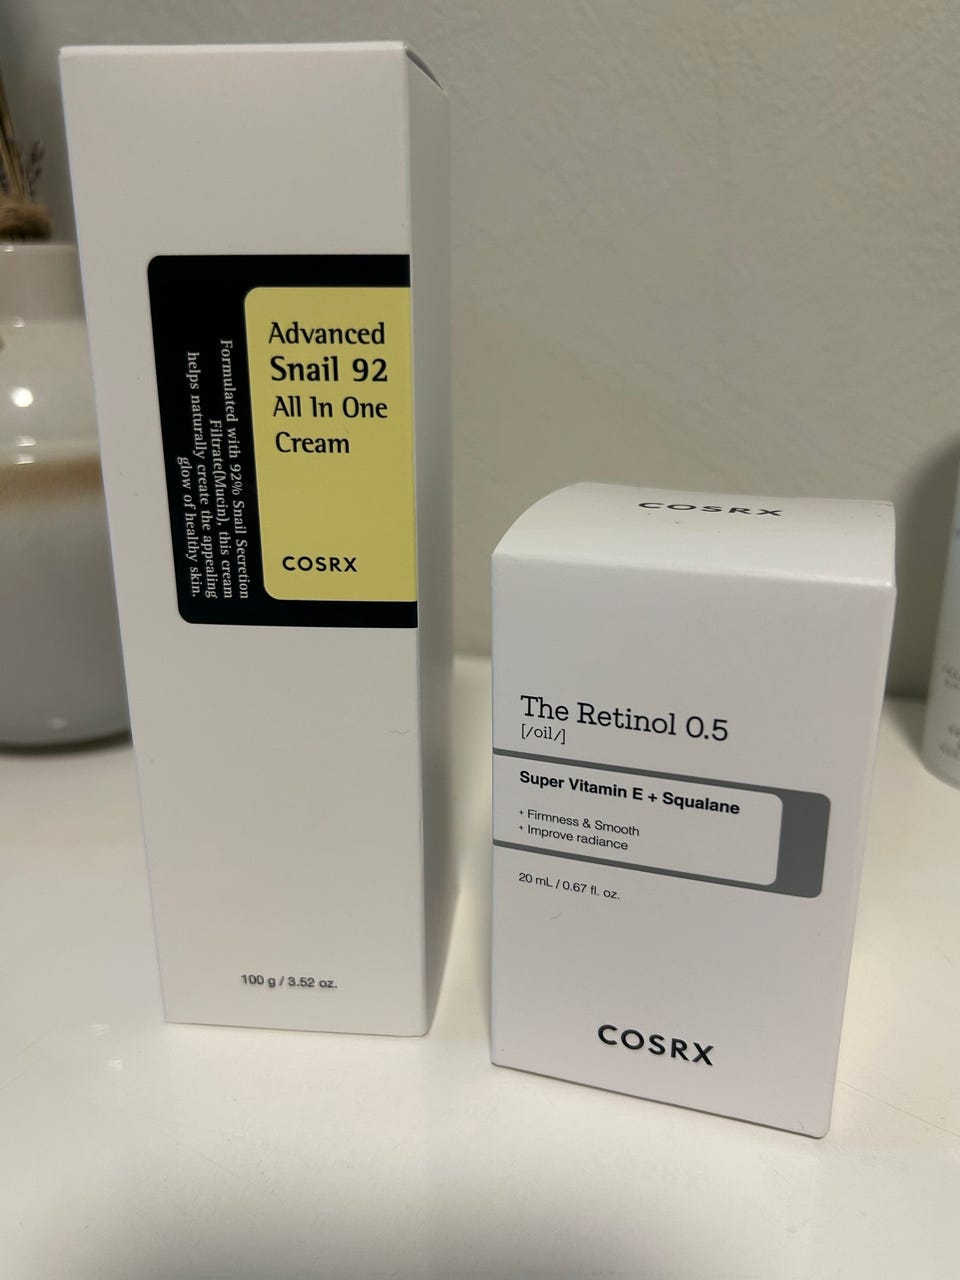 Advanced
Snail 92
All In One
Cream
COSRX
Formulated with 92% Snail Secretion
Filtrate(Mucin), this cream
helps naturally create the appealing
glow of healthy skin.
100 g / 3.52 oz.
COSRX
The Retinol 0.5
[/oil/]
Super Vitamin E + Squalane
+ Firmness & Smooth
+ Improve radiance
20 mL / 0.67 fl. oz.
COSRX